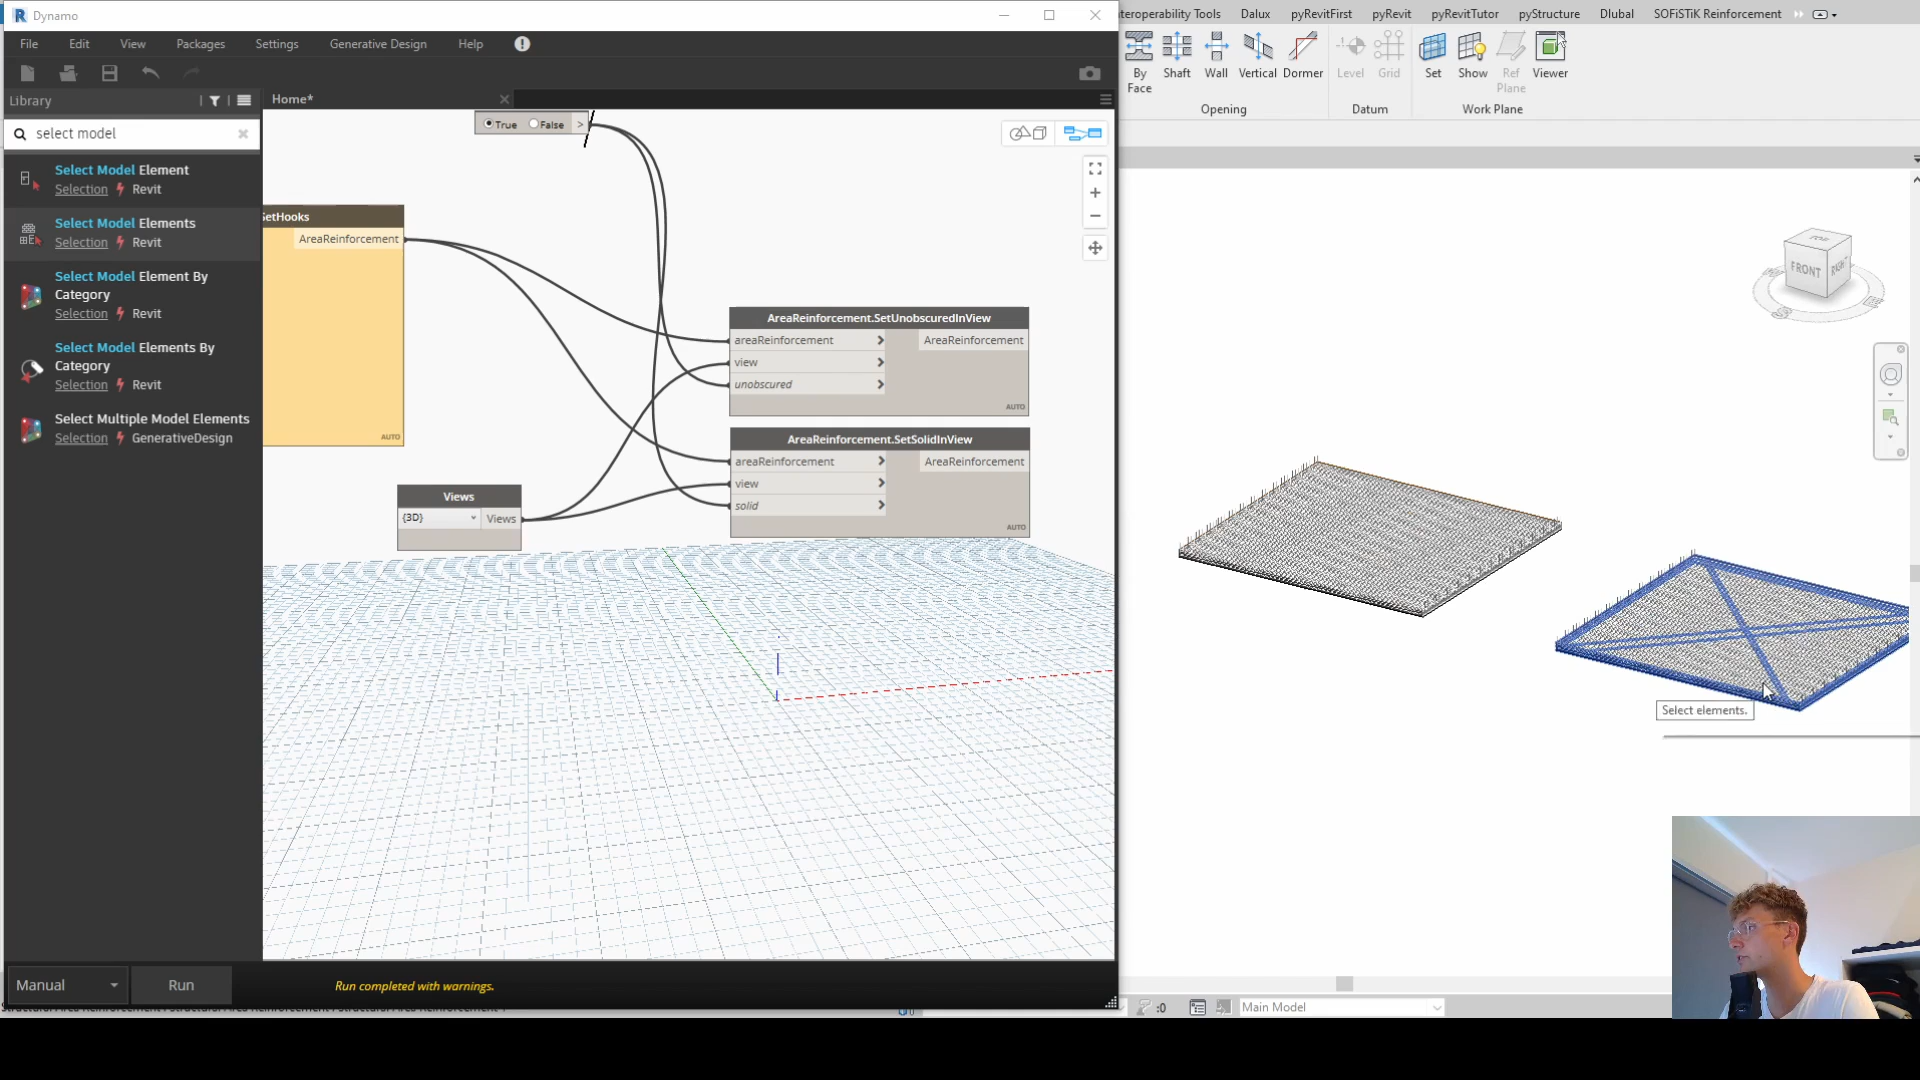 Dynamo
nteroperability Tools Dalux pyRevitFirst pyRevit pyRevitTutor pyStructure Dlubal SOFiSTiK Reinforcement
File Edit View Packages Settings Generative Design Help
By Face
Shaft
Wall
Vertical
Dormer
Level
Grid
Set
Show
Ref Plane
Viewer
Opening
Datum
Work Plane
Library
Home*
select model
True False >
Select Model Element
Selection Revit
Select Model Elements
Selection Revit
Select Model Element By
Category
Selection Revit
Select Model Elements By
Category
Selection Revit
Select Multiple Model Elements
Selection GenerativeDesign
SetHooks
AreaReinforcement
AUTO
Views
{3D} Views
AreaReinforcement.SetUnobscuredInView
areaReinforcement > AreaReinforcement
view >
unobscured >
AUTO
AreaReinforcement.SetSolidInView
areaReinforcement > AreaReinforcement
view >
solid >
AUTO
TOP
FRONT
RIGHT
S
E
Select elements.
Manual
Run
Run completed with warnings.
:0
Main Model